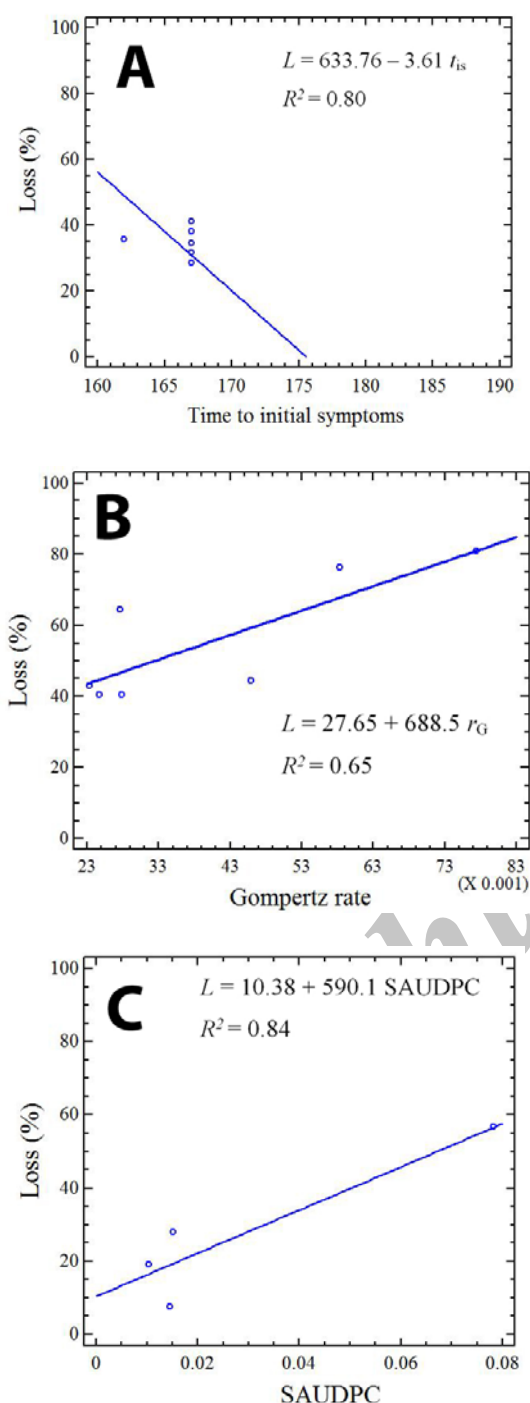 A
L = 633.76 – 3.61 t_is
R² = 0.80
Loss (%)
100
80
60
40
20
0
160 165 170 175 180 185 190
Time to initial symptoms
B
L = 27.65 + 688.5 r_G
R² = 0.65
Loss (%)
100
80
60
40
20
0
23 33 43 53 63 73 83
(X 0.001)
Gompertz rate
C
L = 10.38 + 590.1 SAUDPC
R² = 0.84
Loss (%)
100
80
60
40
20
0
0 0.02 0.04 0.06 0.08
SAUDPC